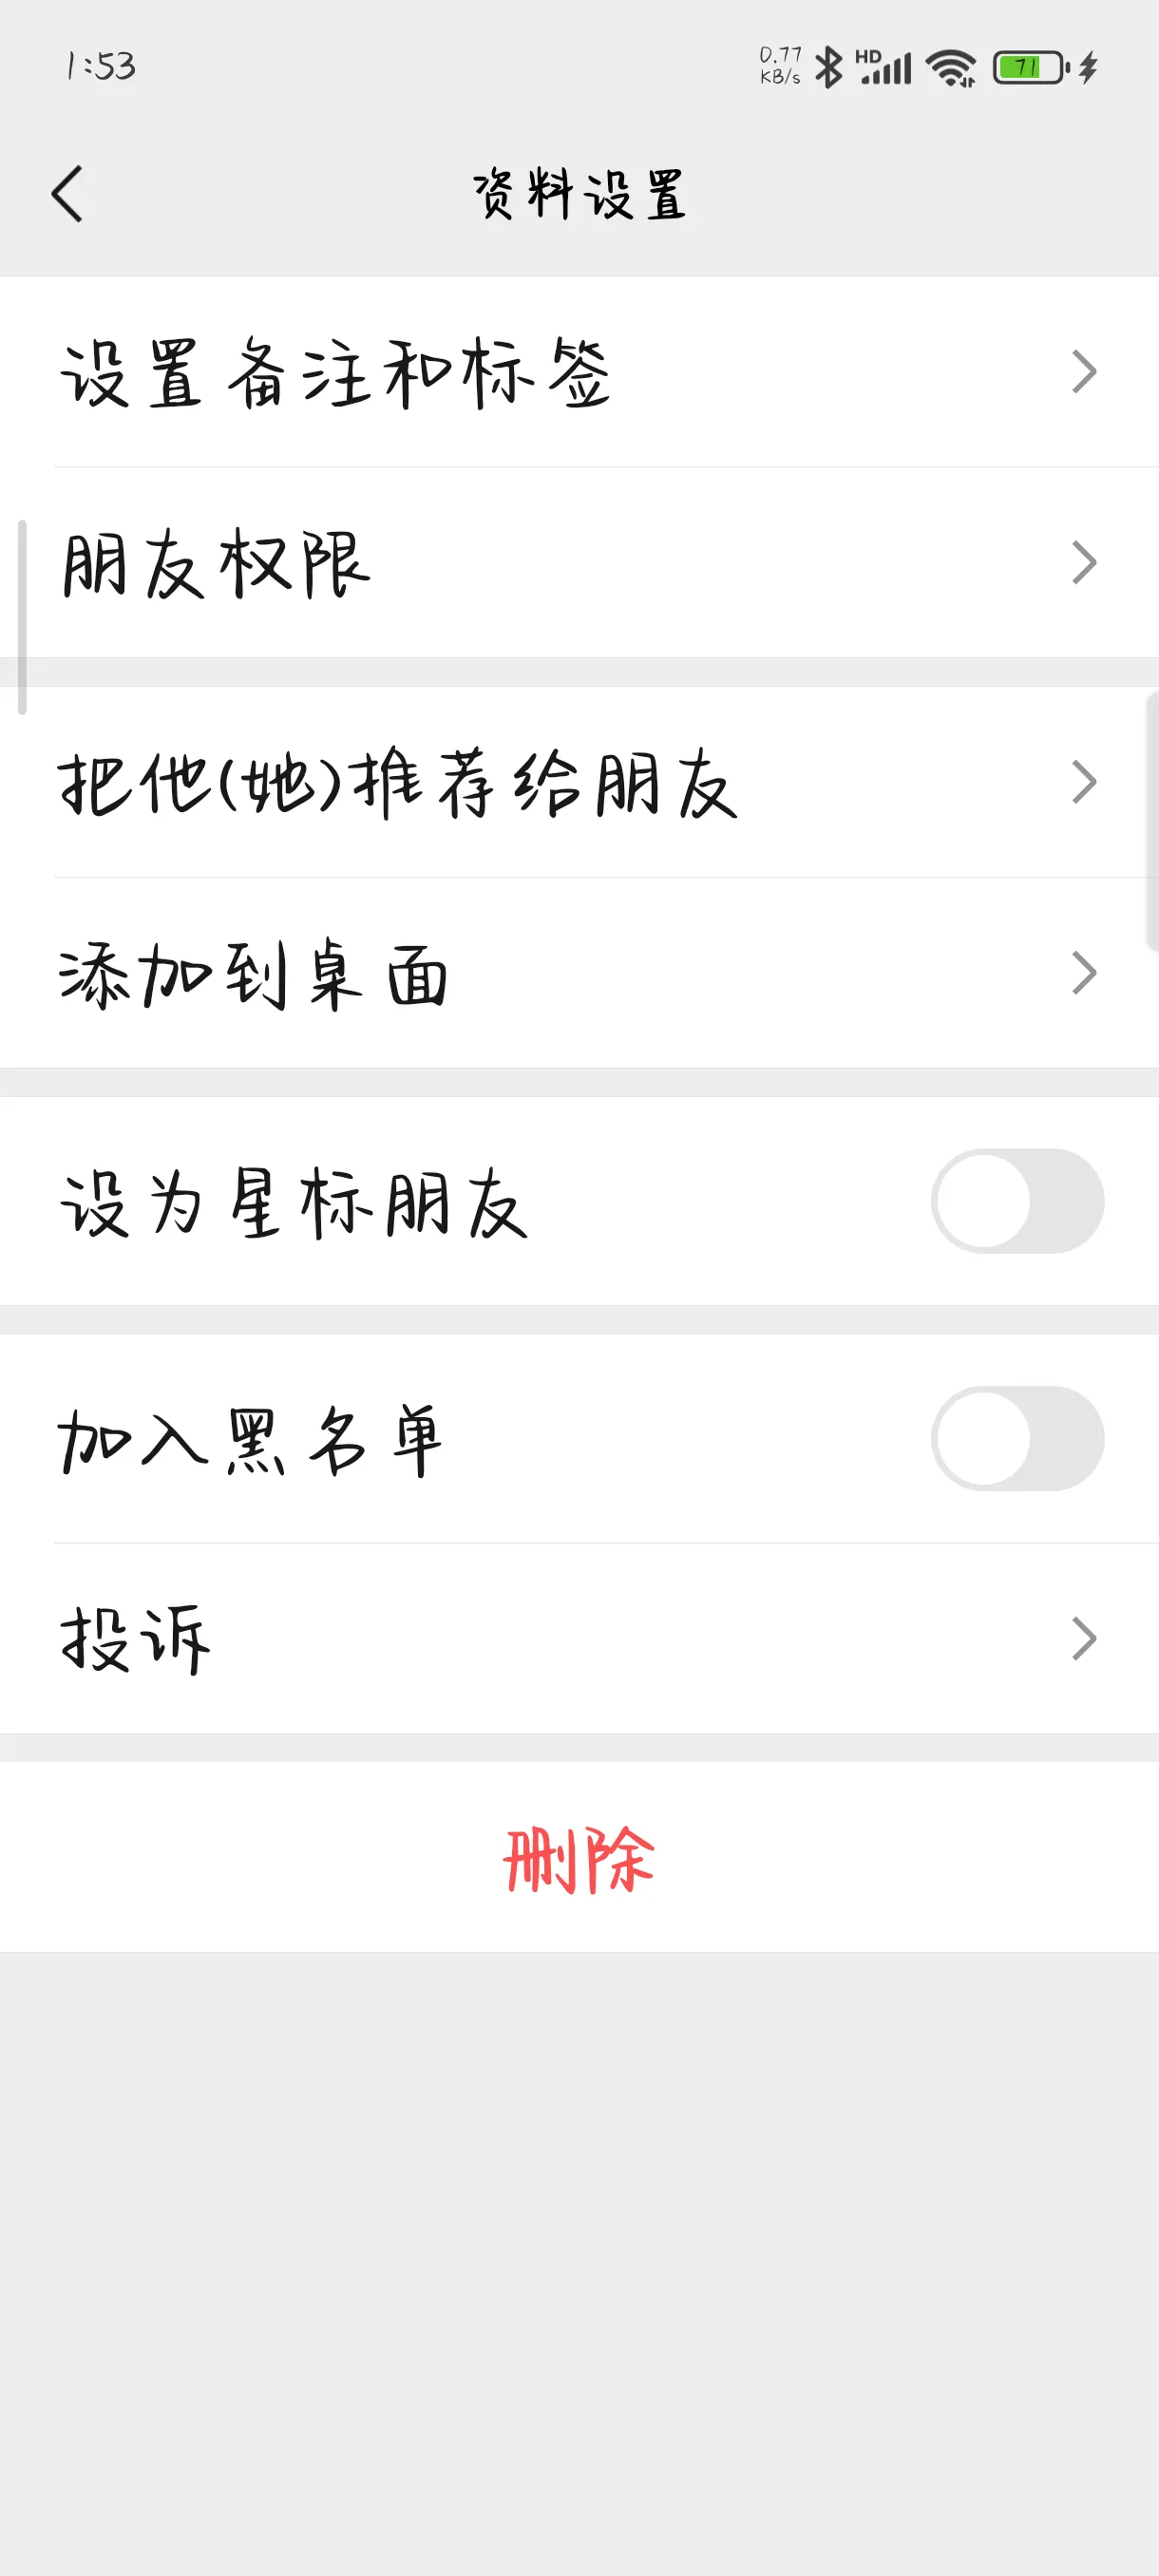 1:53
0.77
KB/s
HD
71
资料设置
设置备注和标签
朋友权限
把他(她)推荐给朋友
添加到桌面
设为星标朋友
加入黑名单
投诉
删除